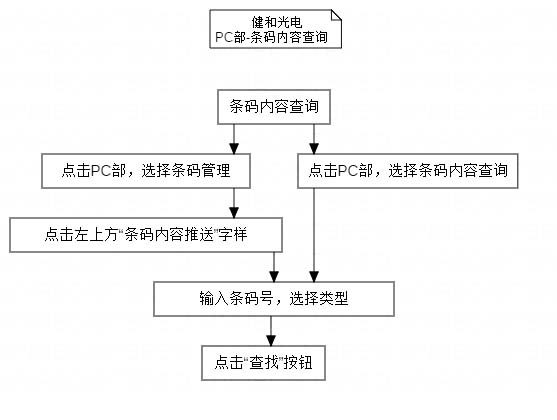 健和光电
PC部-条码内容查询
条码内容查询
点击PC部，选择条码管理
点击PC部，选择条码内容查询
点击左上方“条码内容推送”字样
输入条码号，选择类型
点击“查找”按钮